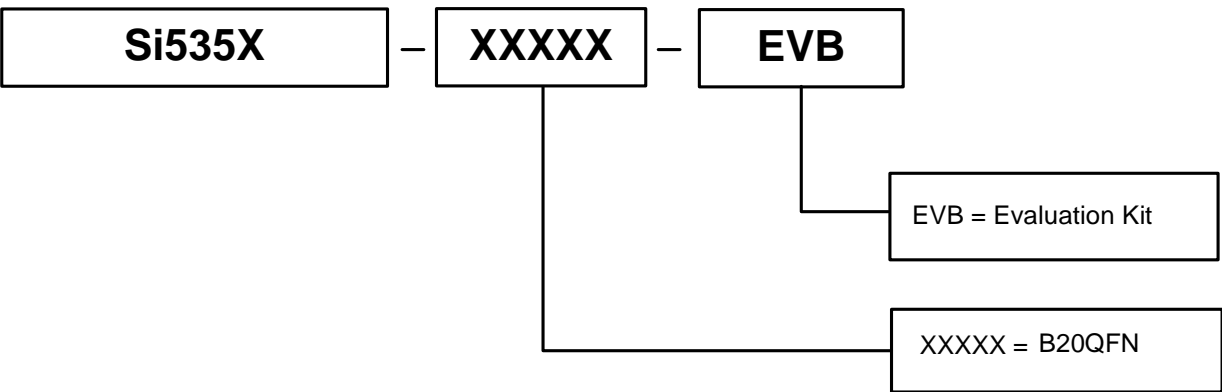 Si535X – XXXXX – EVB
EVB = Evaluation Kit
XXXXX = B20QFN